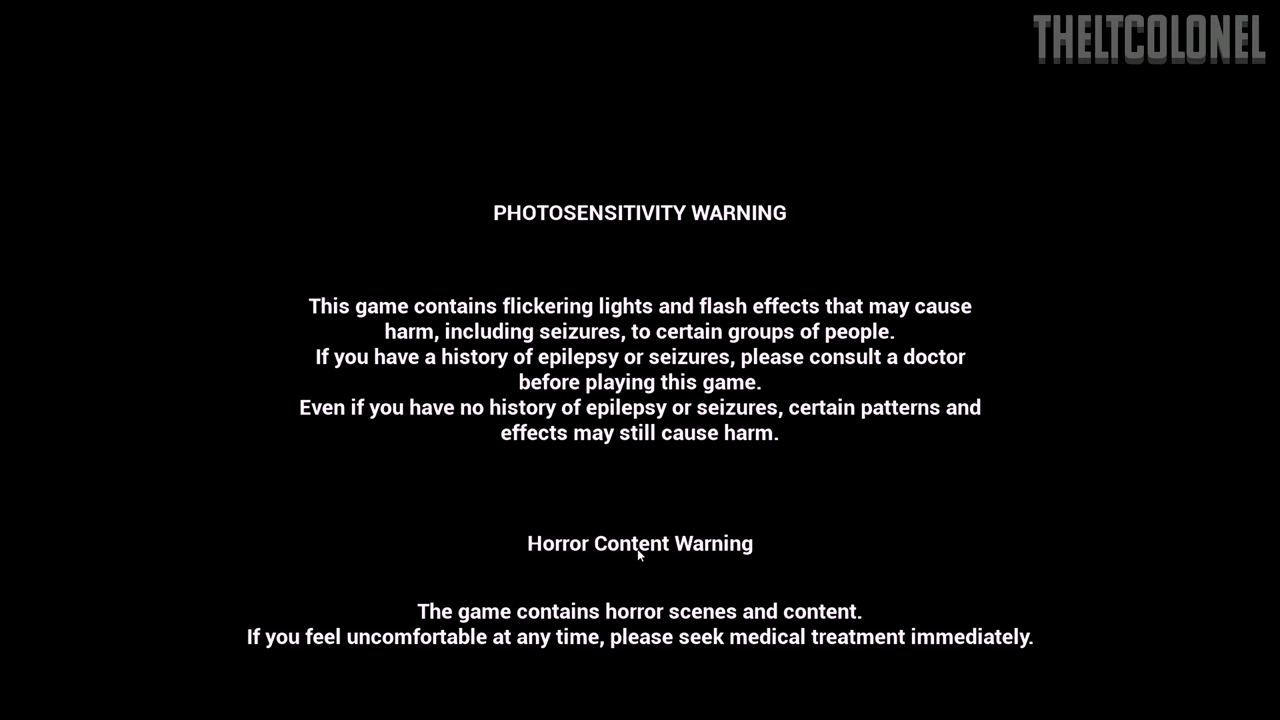 THELTCOLONEL
PHOTOSENSITIVITY WARNING
This game contains flickering lights and flash effects that may cause
harm, including seizures, to certain groups of people.
If you have a history of epilepsy or seizures, please consult a doctor
before playing this game.
Even if you have no history of epilepsy or seizures, certain patterns and
effects may still cause harm.
Horror Content Warning
The game contains horror scenes and content.
If you feel uncomfortable at any time, please seek medical treatment immediately.